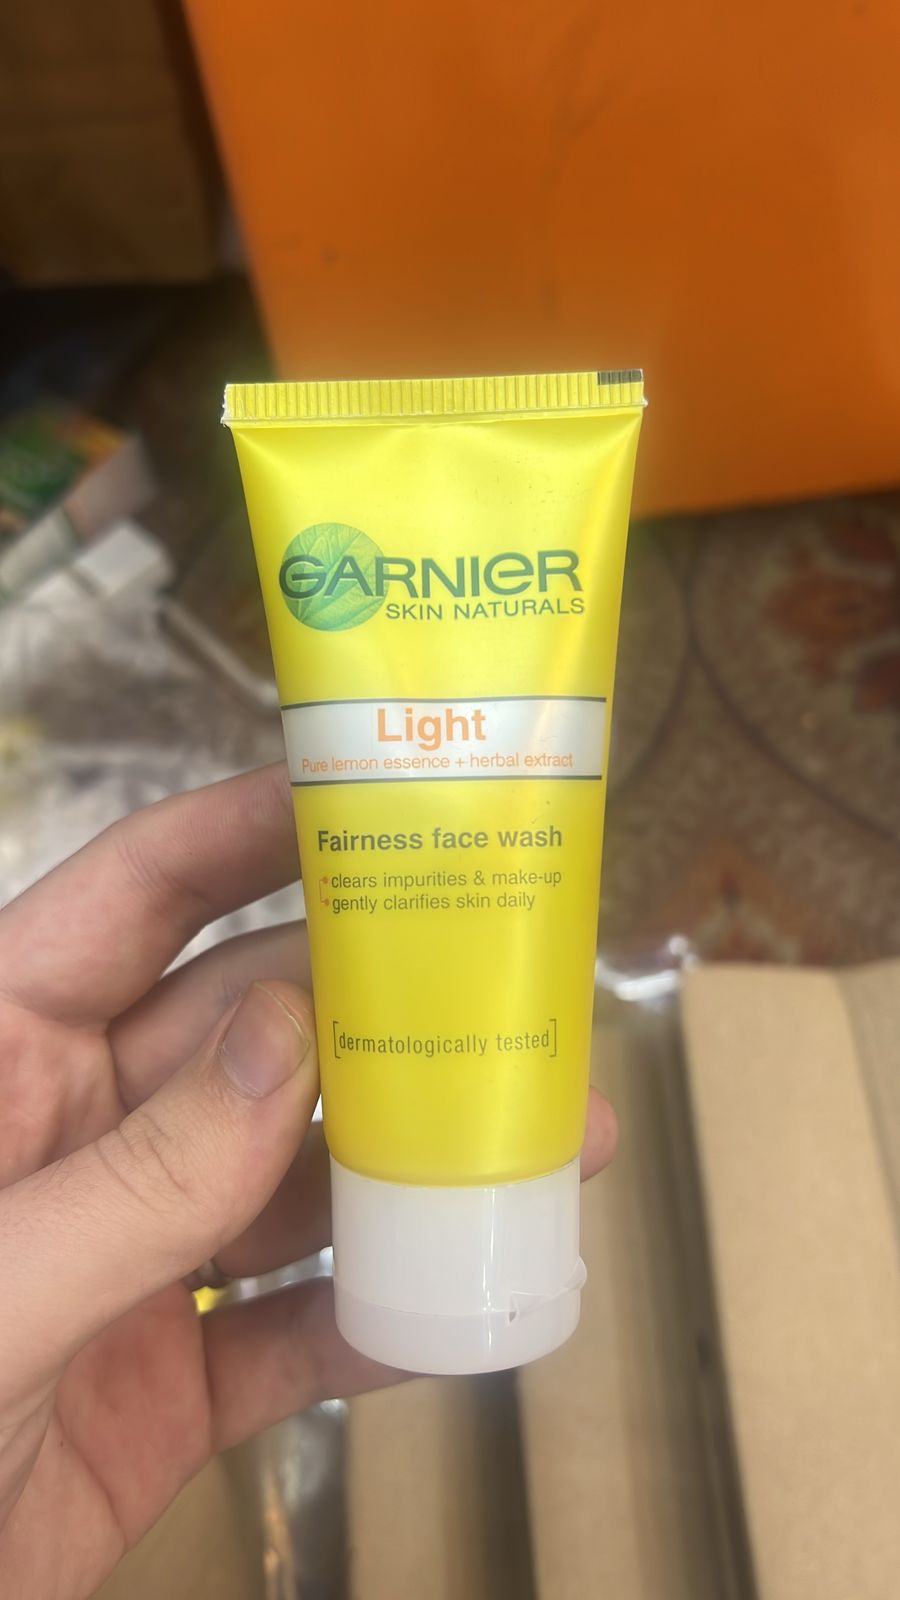 GARNIER
SKIN NATURALS
Light
Pure lemon essence + herbal extract
Fairness face wash
clears impurities & make-up
gently clarifies skin daily
[dermatologically tested]